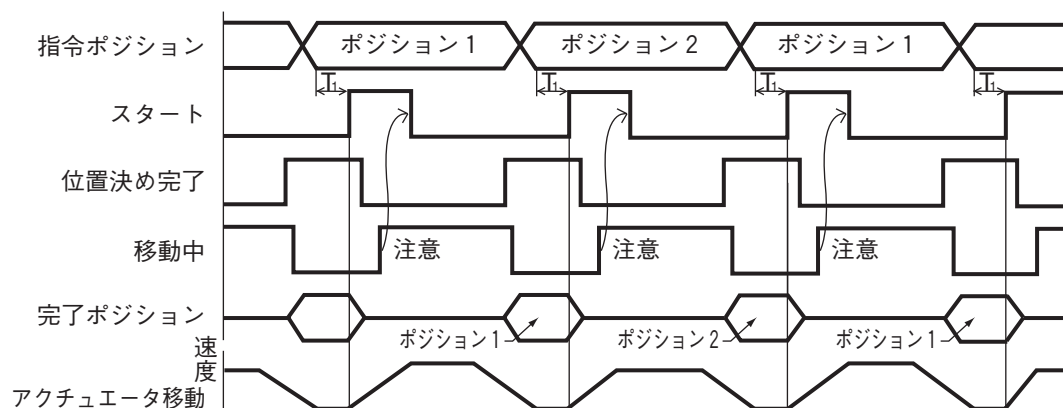 指令ポジション ポジション1 ポジション2 ポジション1
T1 T1 T1 T1
スタート
位置決め完了
移動中 注意 注意 注意
完了ポジション
ポジション1 ポジション2 ポジション1
速度
アクチュエータ移動